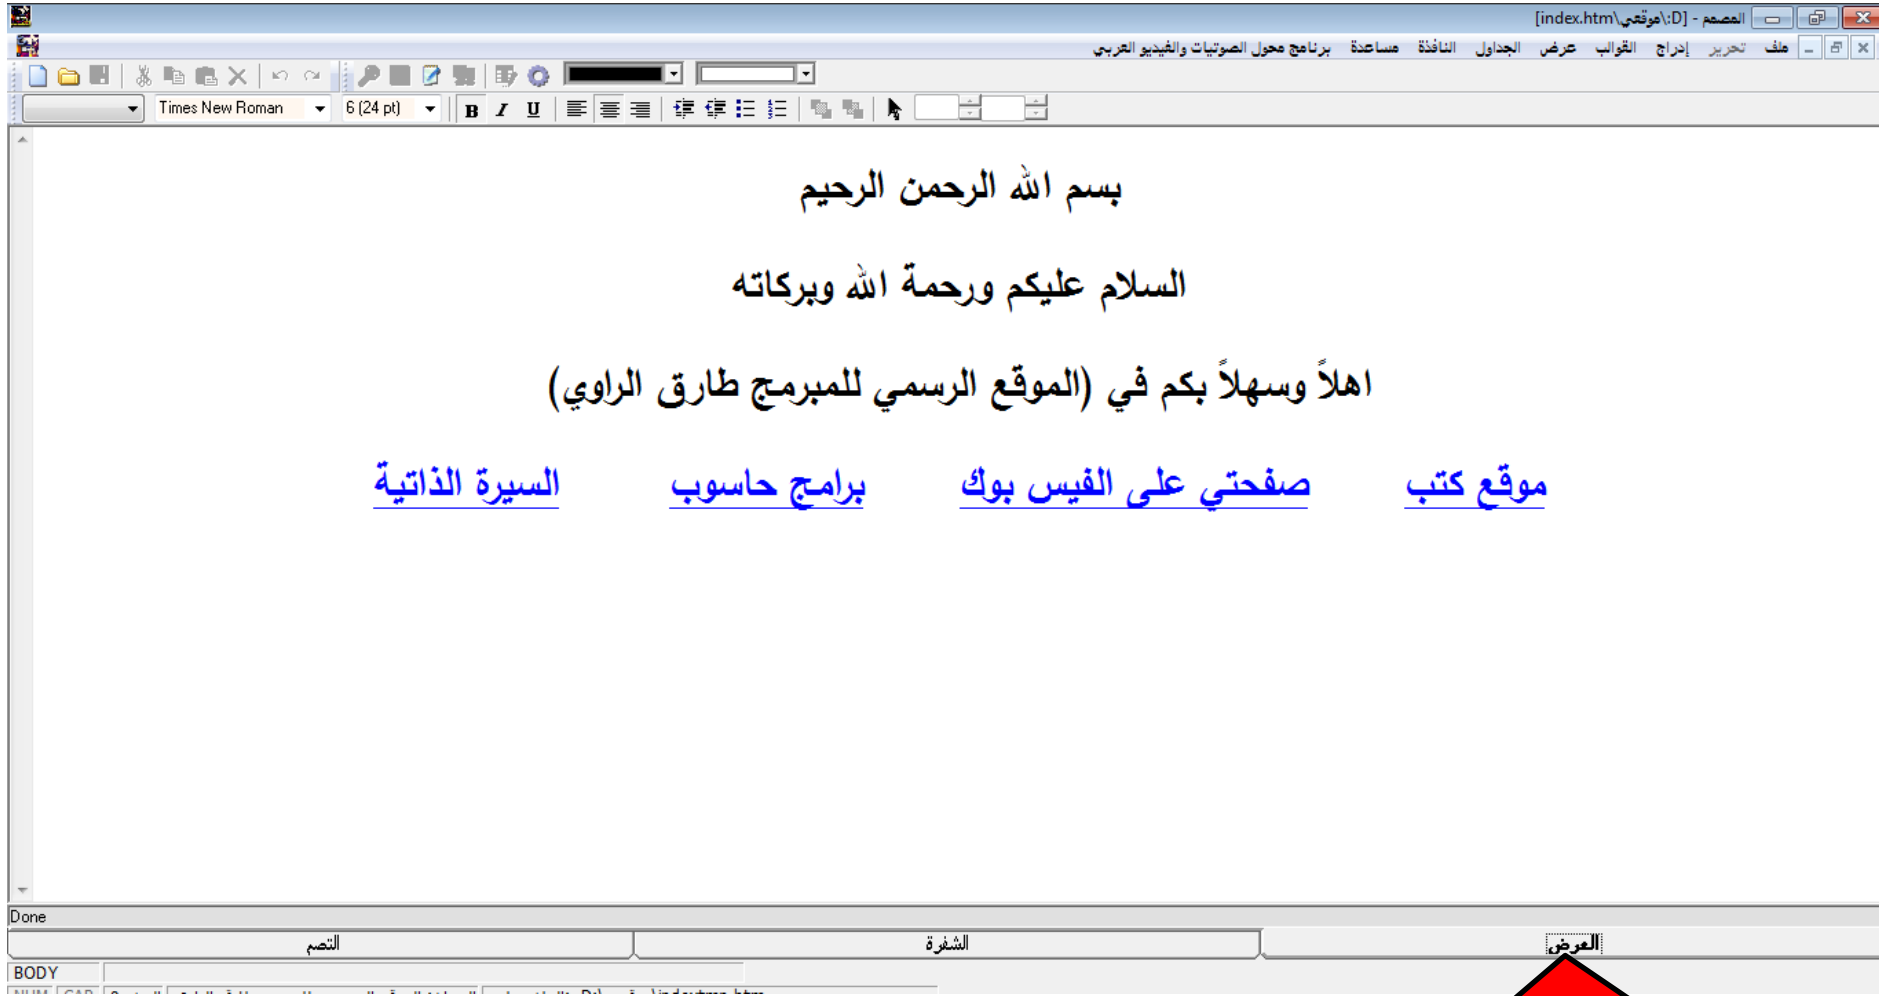 المصمم - [D:\موقعي\index.htm]
ملف تحرير إدراج القوالب عرض الجداول النافذة مساعدة برنامج محول الصوتيات والفيديو العربي
Times New Roman 6 (24 pt) B I U
بسم الله الرحمن الرحيم
السلام عليكم ورحمة الله وبركاته
اهلاً وسهلاً بكم في (الموقع الرسمي للمبرمج طارق الراوي)
موقع كتب صفحتي على الفيس بوك برامج حاسوب السيرة الذاتية
Done
العرض الشفرة التصم
BODY